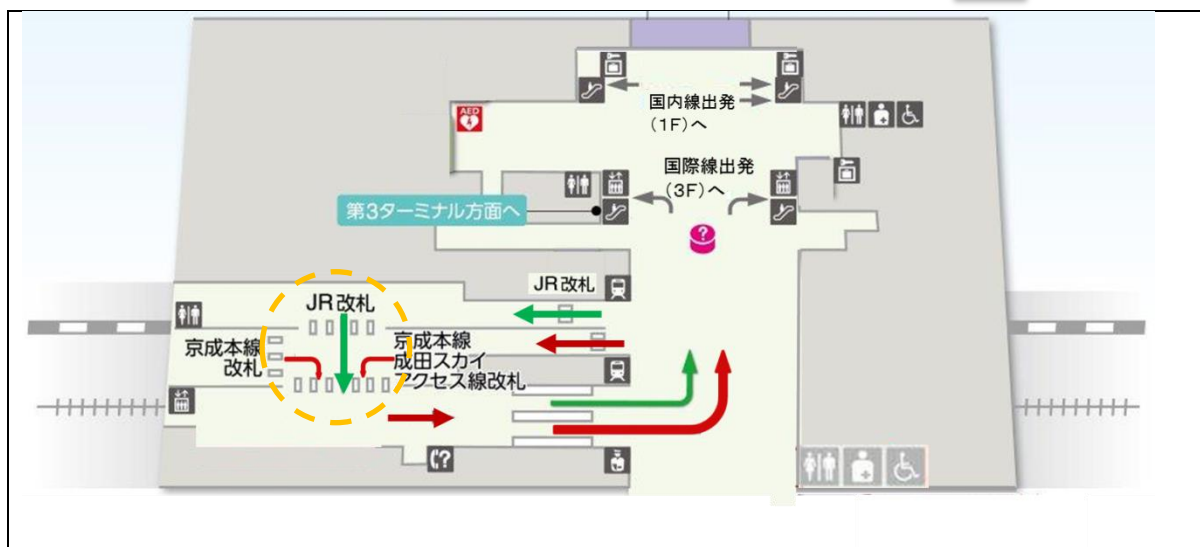 国内線出発
(1F)へ
AED
国際線出発
(3F)へ
第3ターミナル方面へ
?
JR改札
JR改札
京成本線
改札
京成本線
成田スカイ
アクセス線改札
?